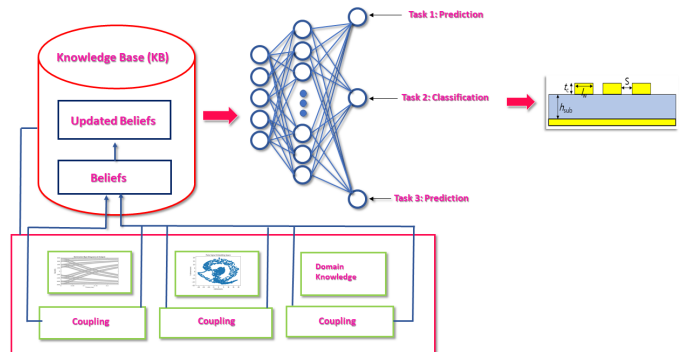 Knowledge Base (KB)
Updated Beliefs
Beliefs
Task 1: Prediction
Task 2: Classification
Task 3: Prediction
S
h_sub
Domain
Knowledge
Coupling
Coupling
Coupling